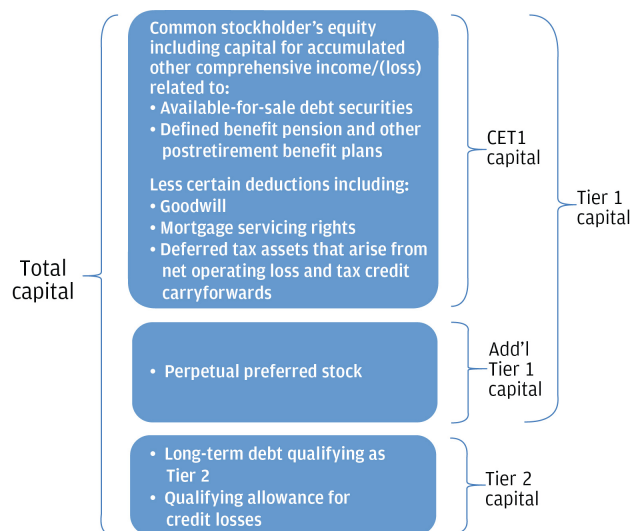 Total
capital
Common stockholder's equity
including capital for accumulated
other comprehensive income/(loss)
related to:
• Available-for-sale debt securities
• Defined benefit pension and other
postretirement benefit plans
Less certain deductions including:
• Goodwill
• Mortgage servicing rights
• Deferred tax assets that arise from
net operating loss and tax credit
carryforwards
CET1
capital
Tier 1
capital
• Perpetual preferred stock
Add'l
Tier 1
capital
• Long-term debt qualifying as
Tier 2
• Qualifying allowance for
credit losses
Tier 2
capital